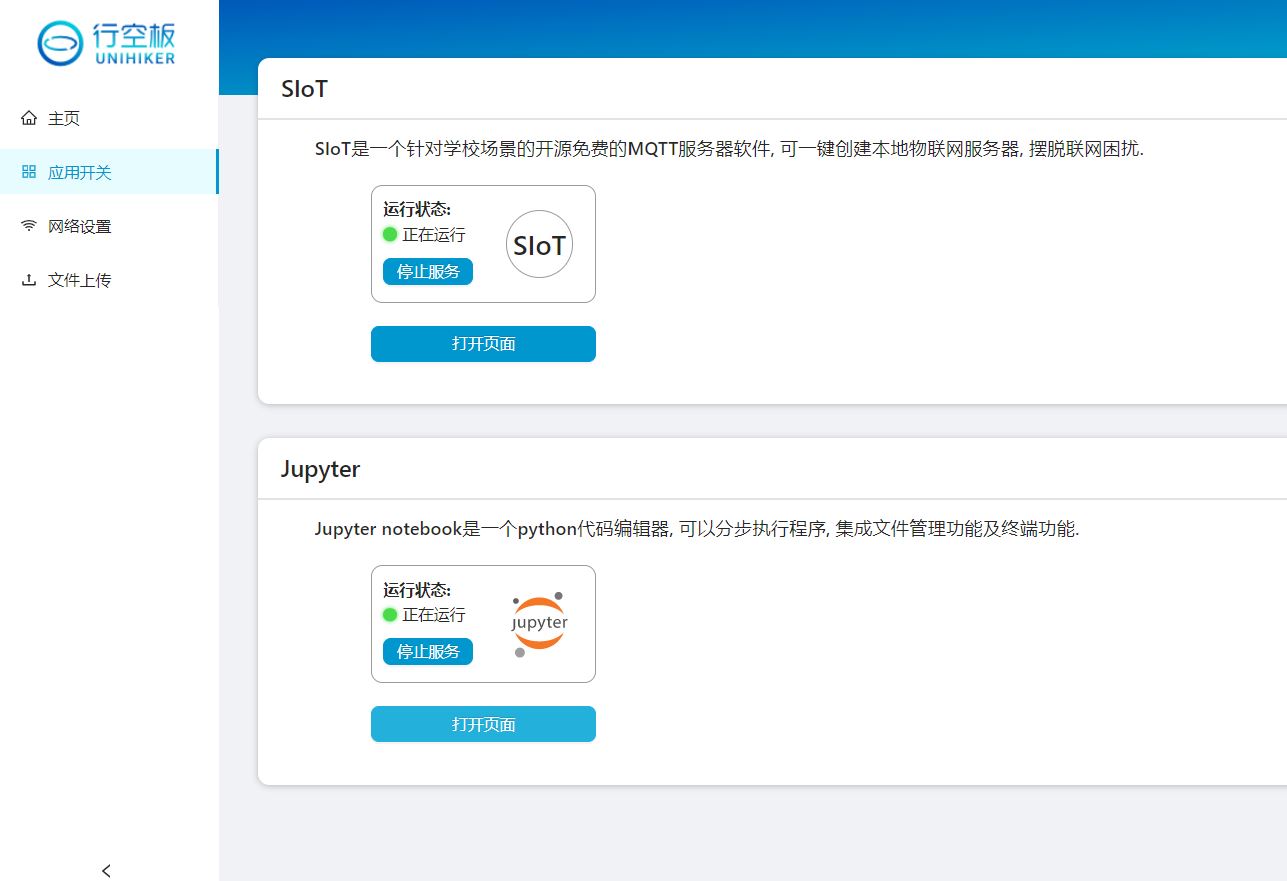 行空板
UNIHIKER
主页
应用开关
网络设置
文件上传
SIoT
SIoT是一个针对学校场景的开源免费的MQTT服务器软件, 可一键创建本地物联网服务器, 摆脱联网困扰.
运行状态:
正在运行
停止服务
SIoT
打开页面
Jupyter
Jupyter notebook是一个python代码编辑器, 可以分步执行程序, 集成文件管理功能及终端功能.
运行状态:
正在运行
停止服务
jupyter
打开页面